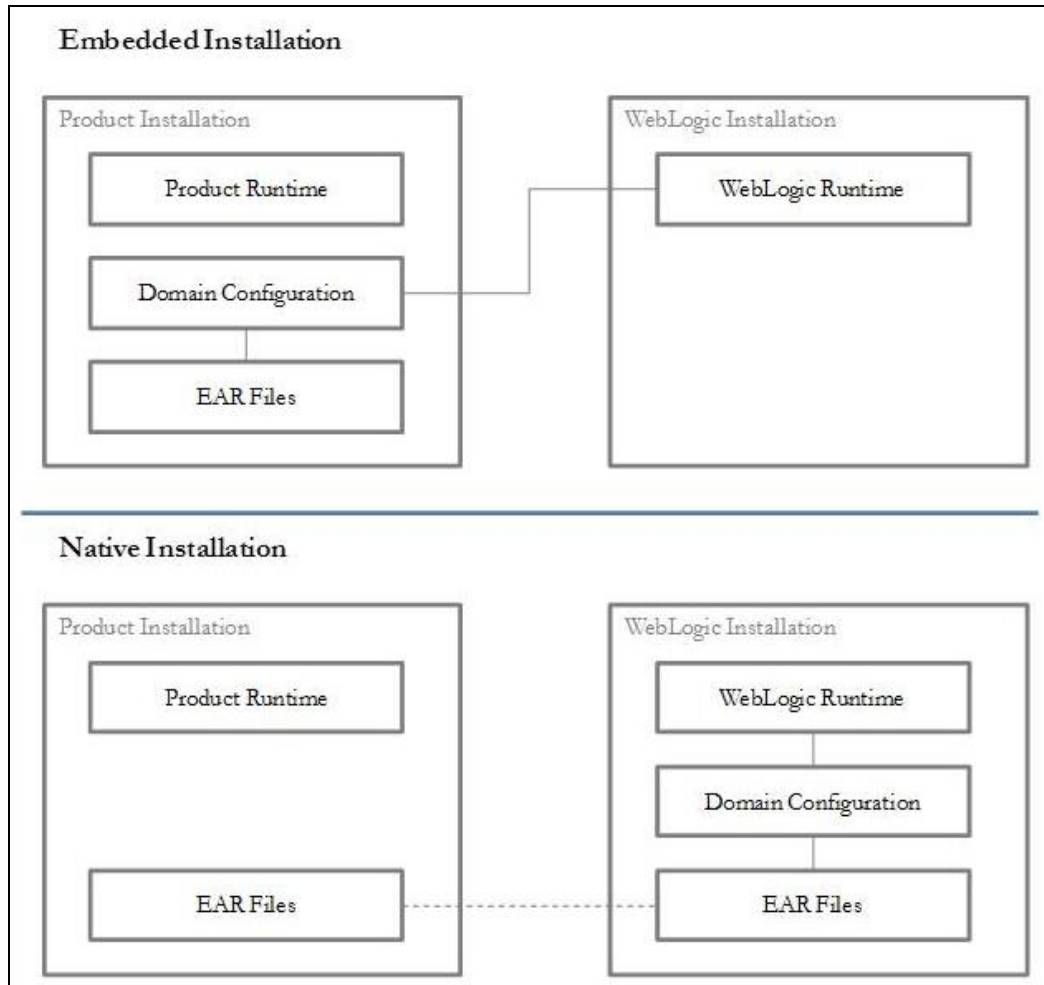 Embedded Installation
Product Installation
WebLogic Installation
Product Runtime
WebLogic Runtime
Domain Configuration
EAR Files
Native Installation
Product Installation
WebLogic Installation
Product Runtime
WebLogic Runtime
Domain Configuration
EAR Files
EAR Files